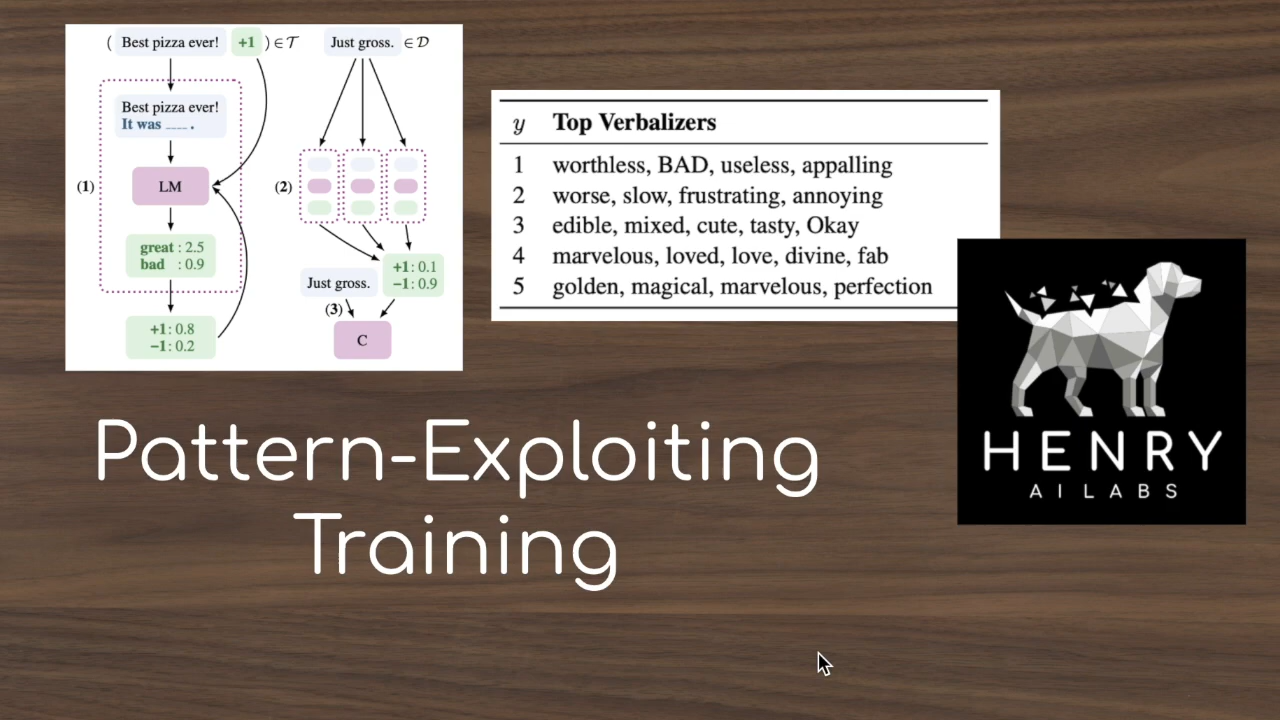 ( Best pizza ever! +1 ) ∈ 𝒯
Just gross. ∈ 𝒟
Best pizza ever!
It was ____ .
(1)
LM
great : 2.5
bad : 0.9
+1: 0.8
−1: 0.2
(2)
+1: 0.1
−1: 0.9
Just gross.
(3)
C
y Top Verbalizers
1 worthless, BAD, useless, appalling
2 worse, slow, frustrating, annoying
3 edible, mixed, cute, tasty, Okay
4 marvelous, loved, love, divine, fab
5 golden, magical, marvelous, perfection
HENRY
AI LABS
Pattern-Exploiting
Training